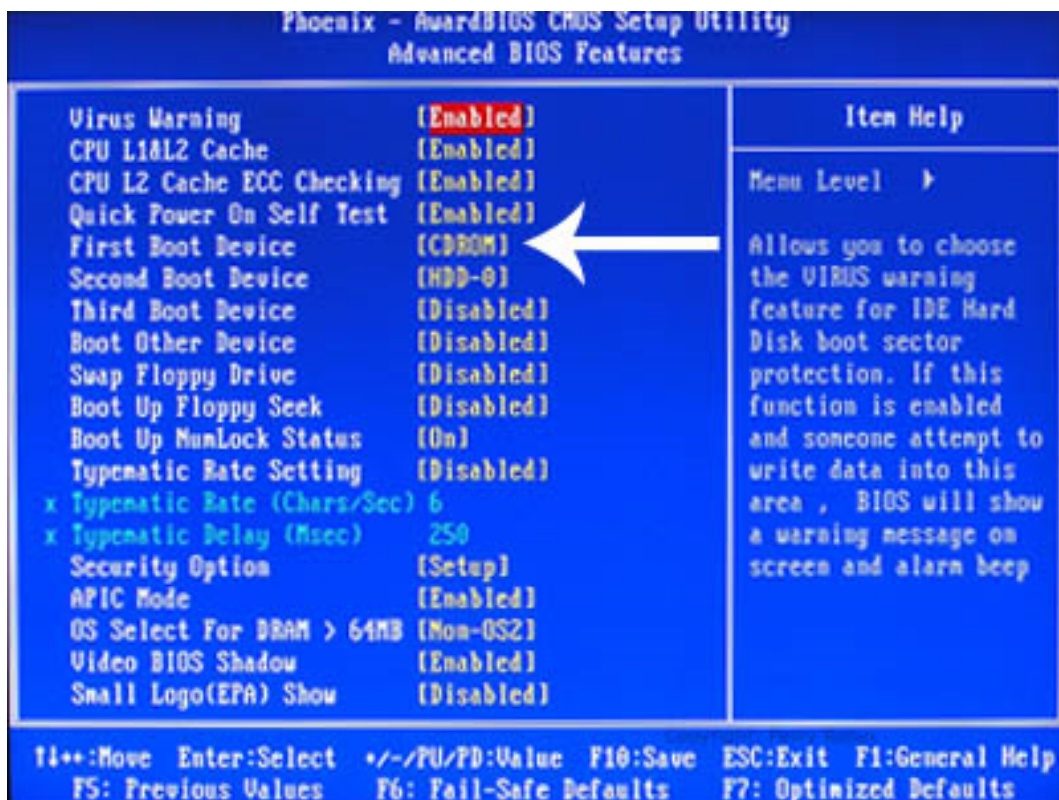 Phoenix - AwardBIOS CMOS Setup Utility
Advanced BIOS Features
Virus Warning [Enabled]
CPU L1&L2 Cache [Enabled]
CPU L2 Cache ECC Checking [Enabled]
Quick Power On Self Test [Enabled]
First Boot Device [CDROM]
Second Boot Device [HDD-0]
Third Boot Device [Disabled]
Boot Other Device [Disabled]
Swap Floppy Drive [Disabled]
Boot Up Floppy Seek [Disabled]
Boot Up NumLock Status [On]
Typematic Rate Setting [Disabled]
x Typematic Rate (Chars/Sec) 6
x Typematic Delay (Msec) 250
Security Option [Setup]
APIC Mode [Enabled]
OS Select For DRAM > 64MB [Non-OS2]
Video BIOS Shadow [Enabled]
Small Logo(EPA) Show [Disabled]
Item Help
Menu Level ▸
Allows you to choose
the VIRUS warning
feature for IDE Hard
Disk boot sector
protection. If this
function is enabled
and someone attempt to
write data into this
area , BIOS will show
a warning message on
screen and alarm beep
↑↓→←:Move Enter:Select +/-/PU/PD:Value F10:Save ESC:Exit F1:General Help
F5: Previous Values F6: Fail-Safe Defaults F7: Optimized Defaults